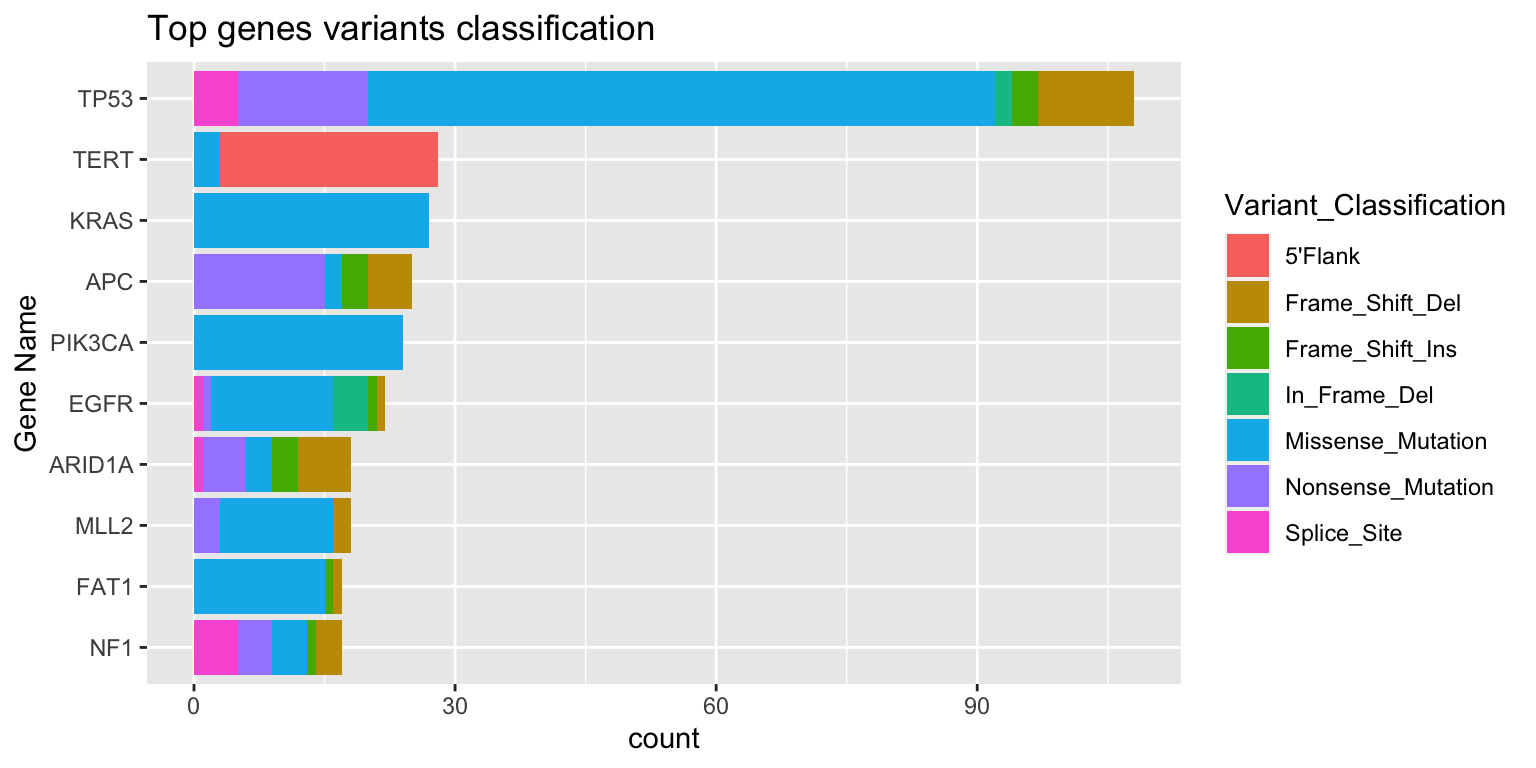 Top genes variants classification
Gene Name
TP53
TERT
KRAS
APC
PIK3CA
EGFR
ARID1A
MLL2
FAT1
NF1
0 30 60 90
count
Variant_Classification
5'Flank
Frame_Shift_Del
Frame_Shift_Ins
In_Frame_Del
Missense_Mutation
Nonsense_Mutation
Splice_Site